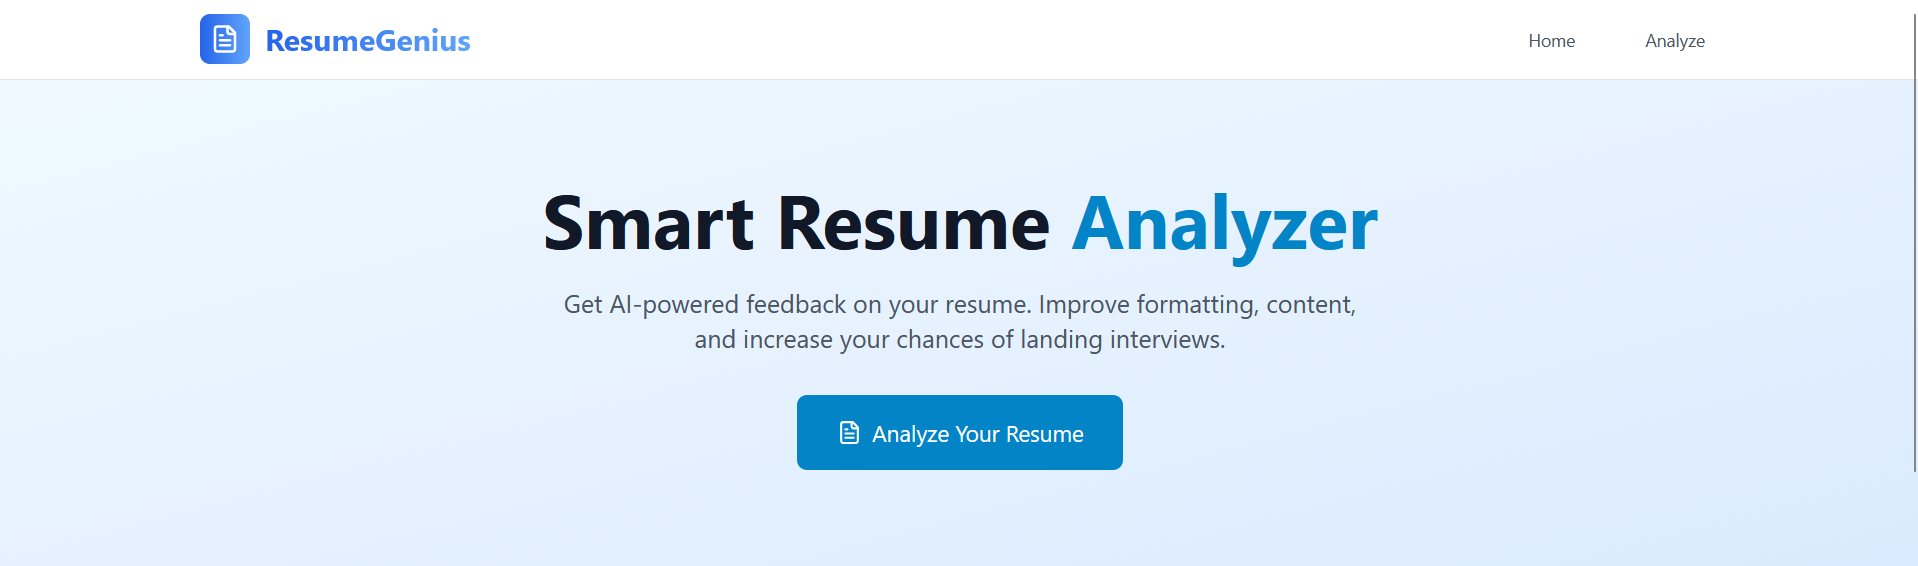 ResumeGenius
Home
Analyze
Smart Resume Analyzer
Get AI-powered feedback on your resume. Improve formatting, content,
and increase your chances of landing interviews.
Analyze Your Resume